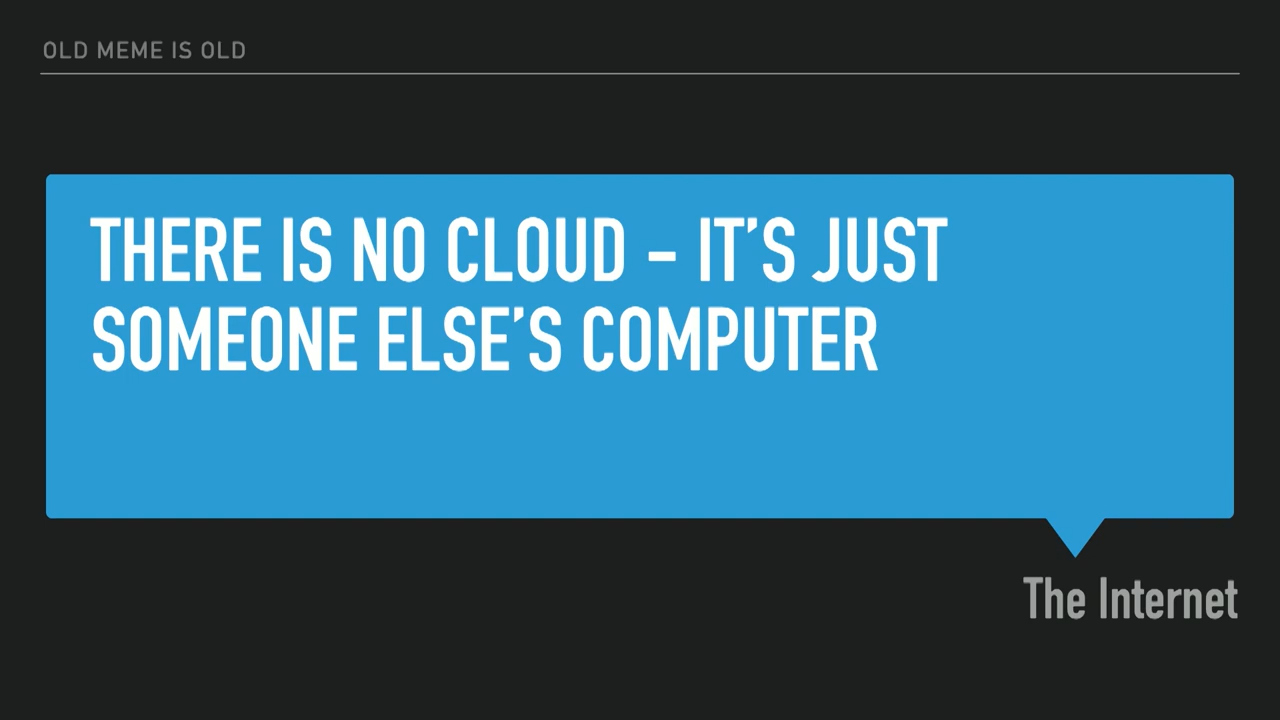 OLD MEME IS OLD
THERE IS NO CLOUD – IT’S JUST
SOMEONE ELSE’S COMPUTER
The Internet